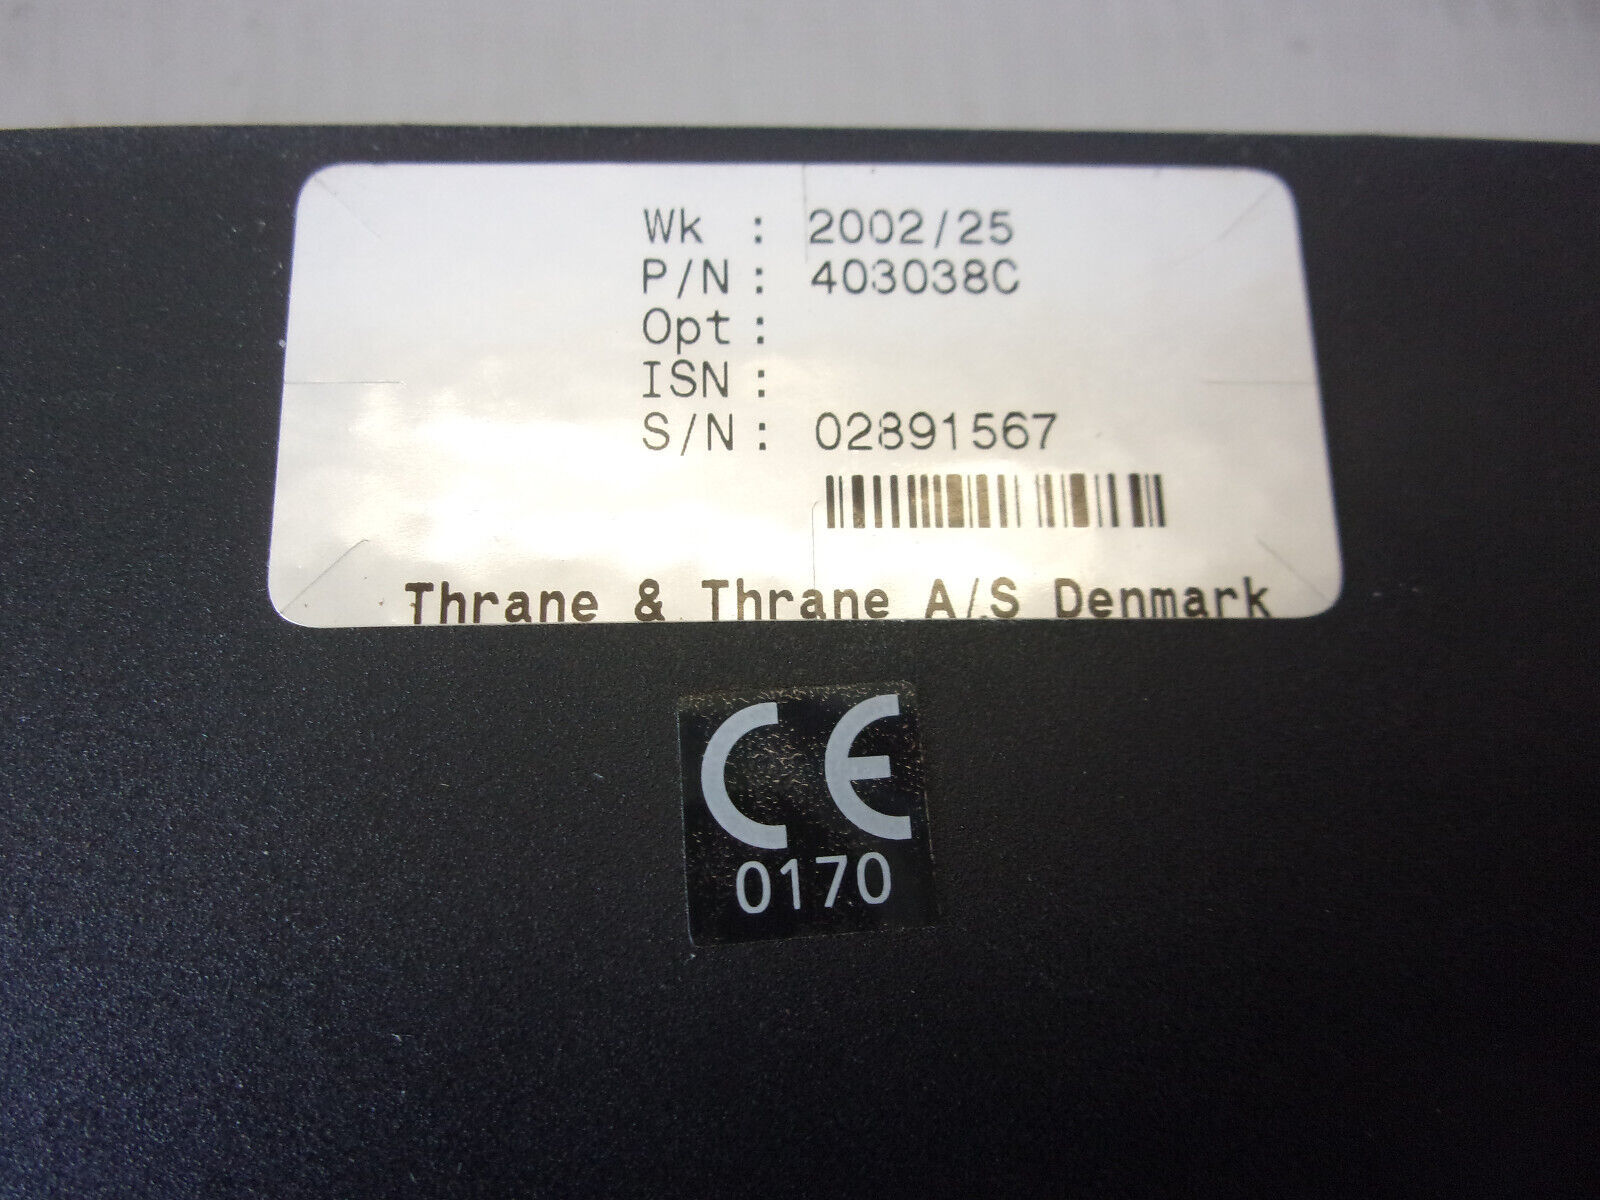 Wk : 2002/25
P/N: 403038C
Opt:
ISN:
S/N: 02891567
Thrane & Thrane A/S Denmark
CE
0170